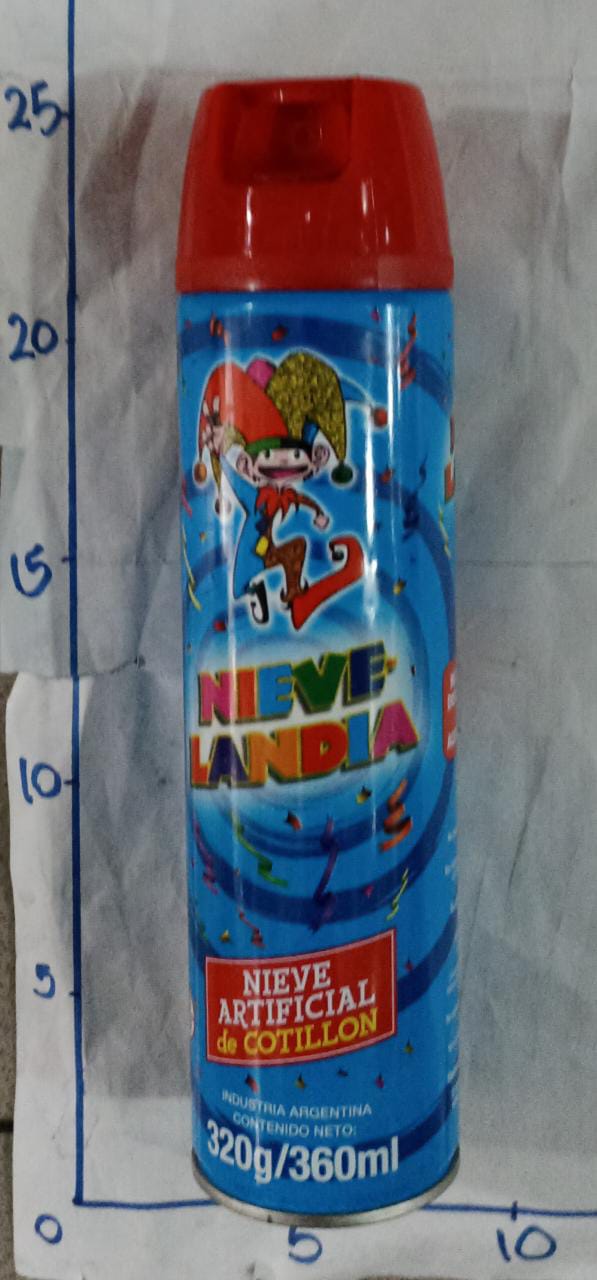 25
20
15
10
5
0
5
10
NIEVE-
LANDIA
NIEVE
ARTIFICIAL
de COTILLON
INDUSTRIA ARGENTINA
CONTENIDO NETO:
320g/360ml